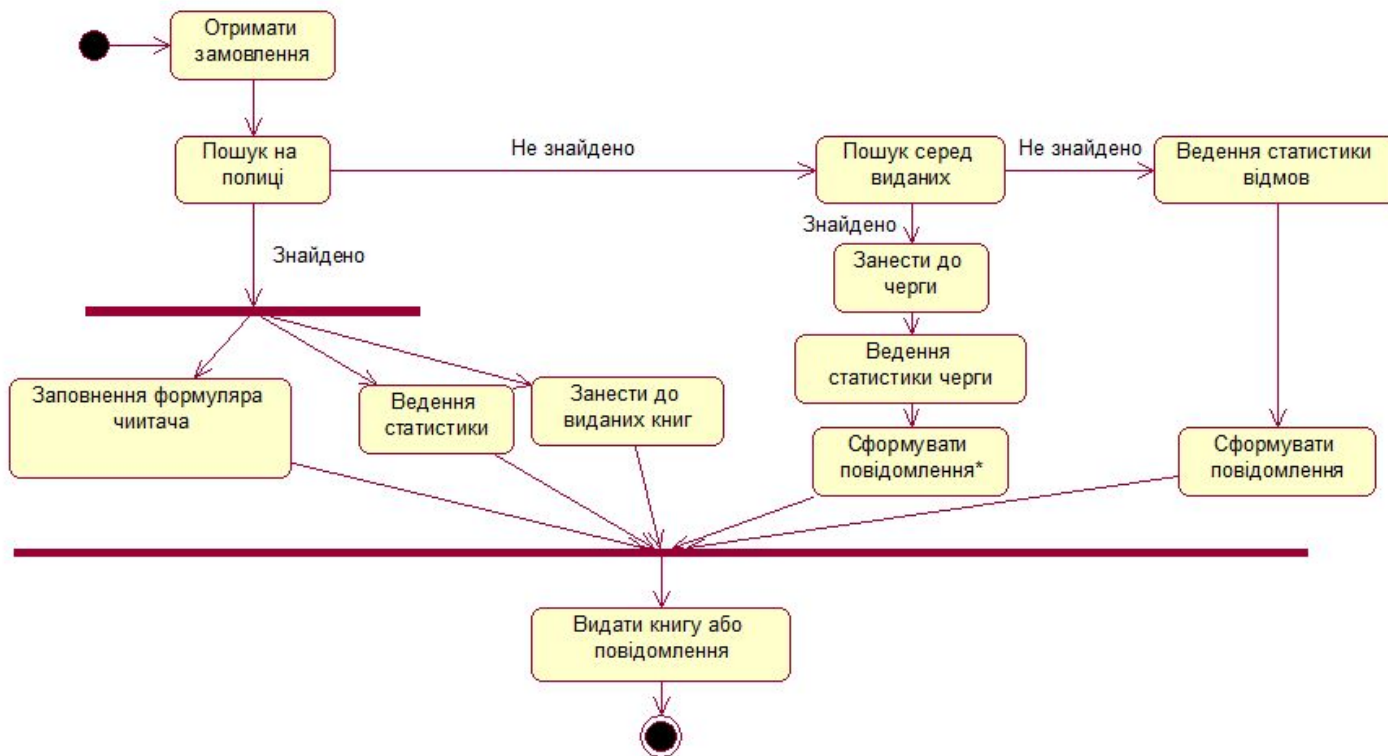 Отримати
замовлення
Пошук на
полиці
Не знайдено
Пошук серед
виданих
Не знайдено
Ведення статистики
відмов
Знайдено
Знайдено
Занести до
черги
Ведення
статистики черги
Заповнення формуляра
чиитача
Ведення
статистики
Занести до
виданих книг
Сформувати
повідомлення*
Сформувати
повідомлення
Видати книгу або
повідомлення